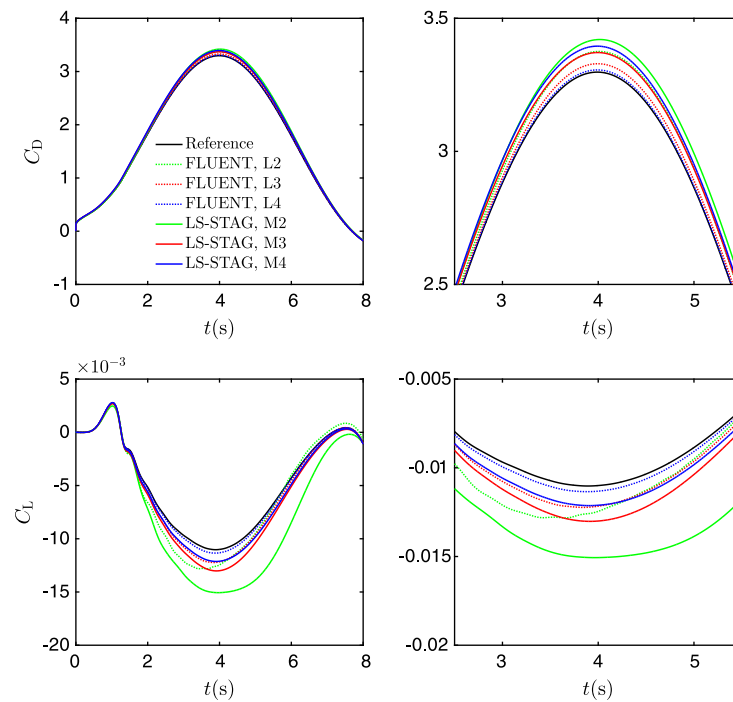 4
3
2
1
0
-1
C_D
0
2
4
6
8
t(s)
Reference
FLUENT, L2
FLUENT, L3
FLUENT, L4
LS-STAG, M2
LS-STAG, M3
LS-STAG, M4
3.5
3
2.5
3
4
5
t(s)
×10⁻³
5
0
-5
-10
-15
-20
C_L
0
2
4
6
8
t(s)
-0.005
-0.01
-0.015
-0.02
3
4
5
t(s)